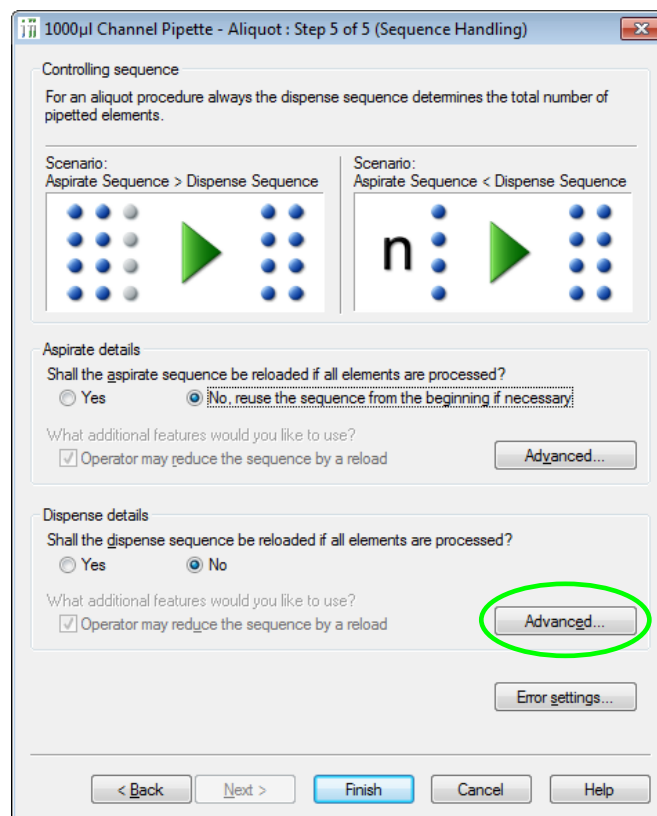 1000µl Channel Pipette - Aliquot : Step 5 of 5 (Sequence Handling)
Controlling sequence
For an aliquot procedure always the dispense sequence determines the total number of
pipetted elements.
Scenario:
Aspirate Sequence > Dispense Sequence
Scenario:
Aspirate Sequence < Dispense Sequence
n
Aspirate details
Shall the aspirate sequence be reloaded if all elements are processed?
Yes No, reuse the sequence from the beginning if necessary
What additional features would you like to use?
Operator may reduce the sequence by a reload Advanced...
Dispense details
Shall the dispense sequence be reloaded if all elements are processed?
Yes No
What additional features would you like to use?
Operator may reduce the sequence by a reload Advanced...
Error settings...
< Back Next > Finish Cancel Help